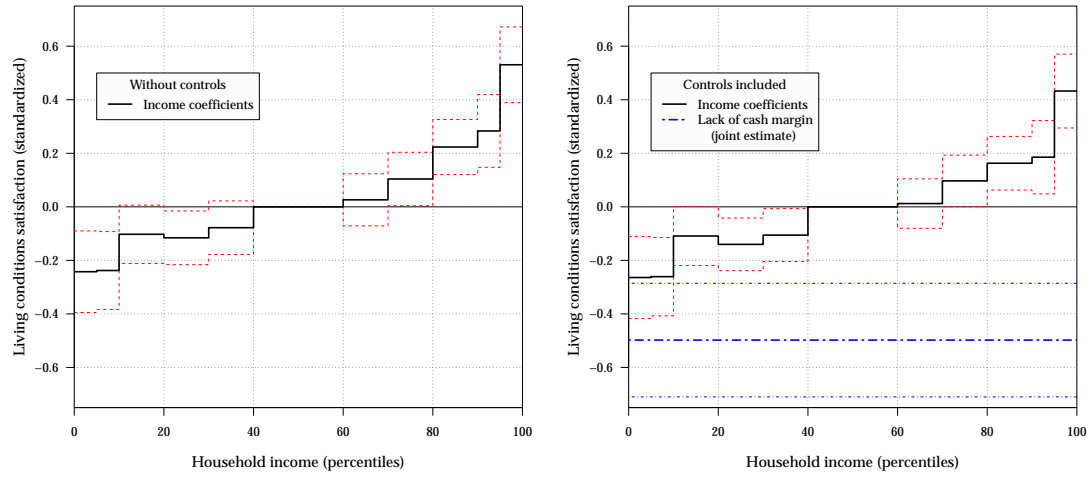 Living conditions satisfaction (standardized)
0.6
0.4
0.2
0.0
−0.2
−0.4
−0.6
Without controls
Income coefficients
0 20 40 60 80 100
Household income (percentiles)
Living conditions satisfaction (standardized)
0.6
0.4
0.2
0.0
−0.2
−0.4
−0.6
Controls included
Income coefficients
Lack of cash margin
(joint estimate)
0 20 40 60 80 100
Household income (percentiles)